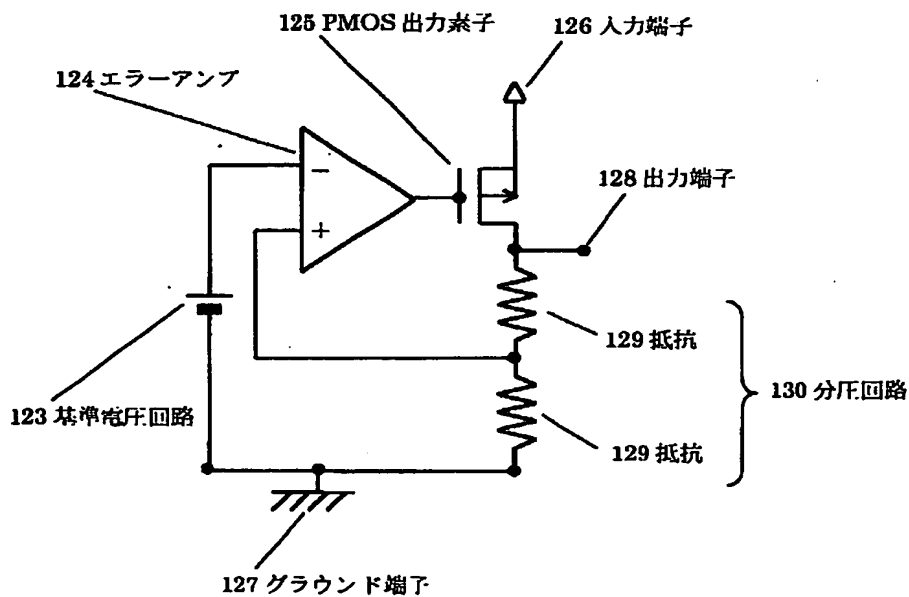 125 PMOS 出力素子
126 入力端子
124 エラーアンプ
128 出力端子
−
+
129 抵抗
130 分圧回路
123 基準電圧回路
129 抵抗
127 グラウンド端子